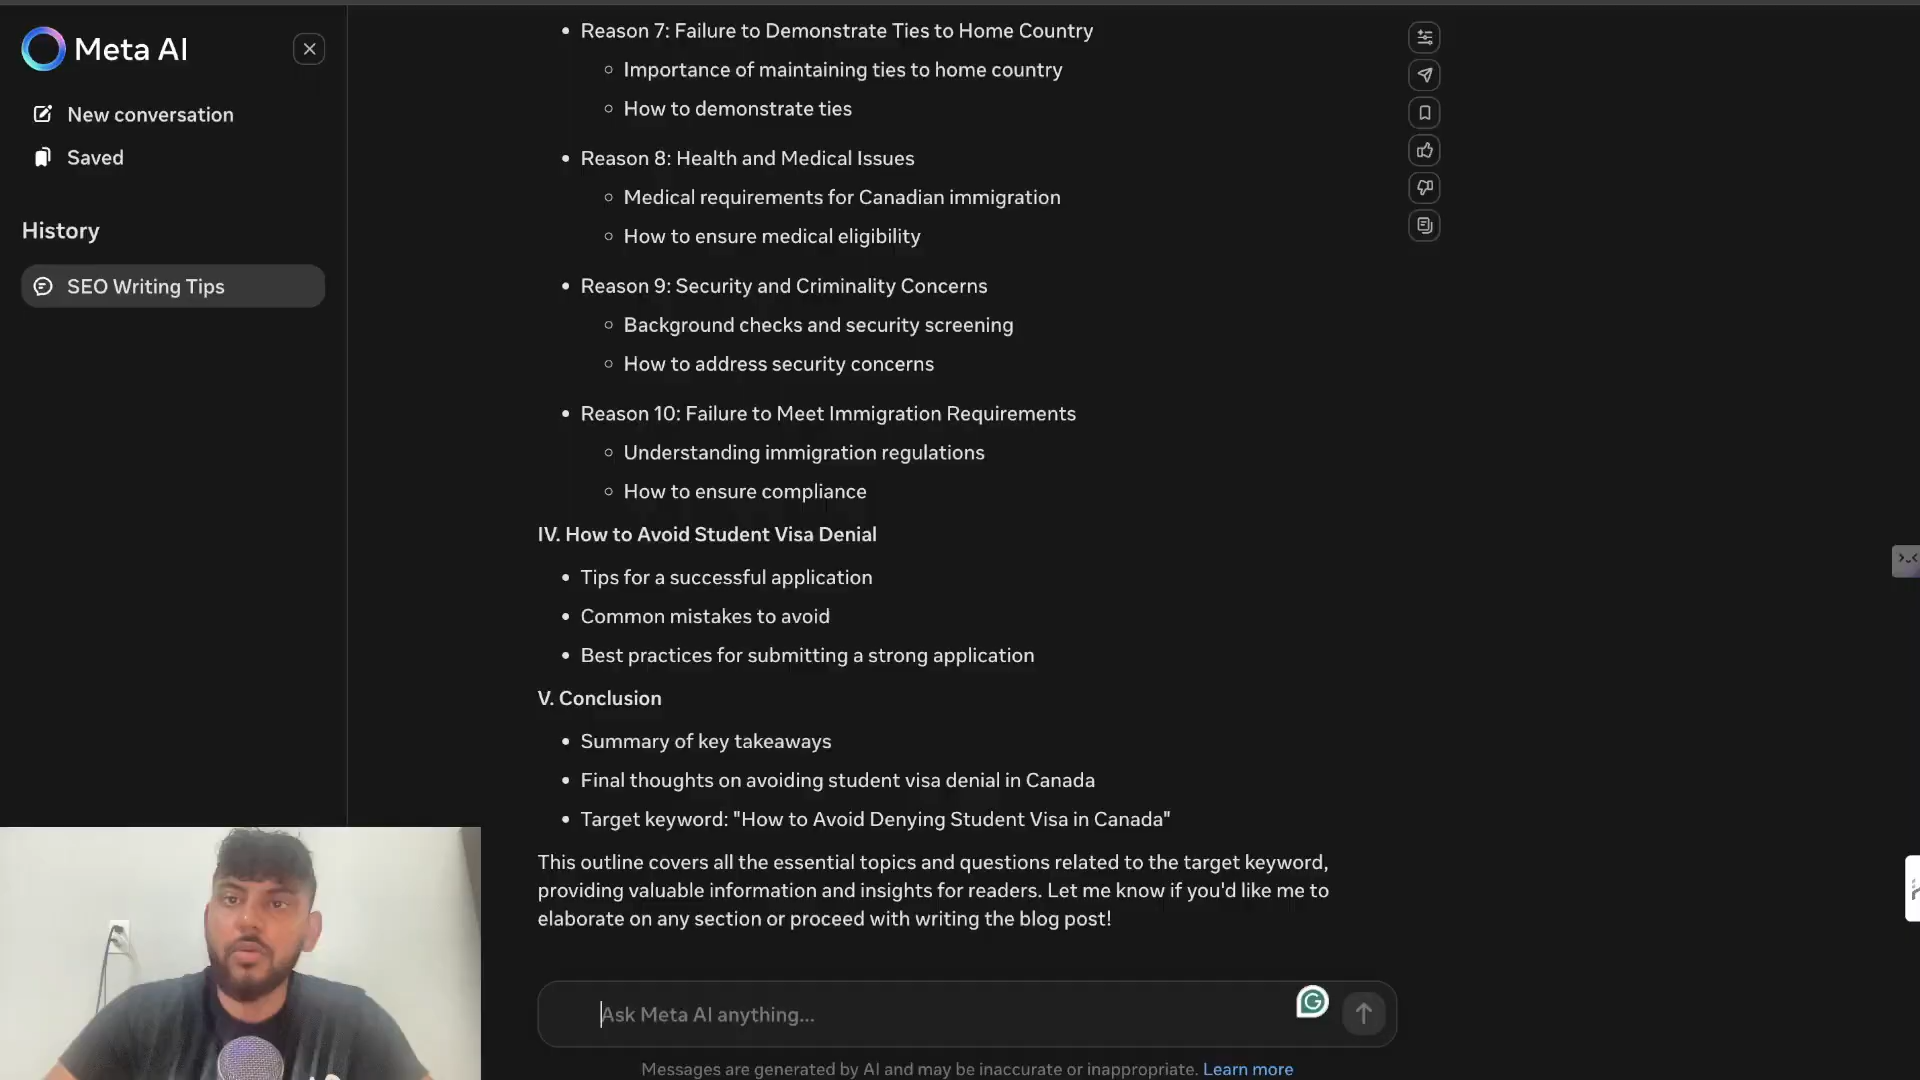 Meta AI
New conversation
Saved
History
SEO Writing Tips
Reason 7: Failure to Demonstrate Ties to Home Country
Importance of maintaining ties to home country
How to demonstrate ties
Reason 8: Health and Medical Issues
Medical requirements for Canadian immigration
How to ensure medical eligibility
Reason 9: Security and Criminality Concerns
Background checks and security screening
How to address security concerns
Reason 10: Failure to Meet Immigration Requirements
Understanding immigration regulations
How to ensure compliance
IV. How to Avoid Student Visa Denial
Tips for a successful application
Common mistakes to avoid
Best practices for submitting a strong application
V. Conclusion
Summary of key takeaways
Final thoughts on avoiding student visa denial in Canada
Target keyword: "How to Avoid Denying Student Visa in Canada"
This outline covers all the essential topics and questions related to the target keyword,
providing valuable information and insights for readers. Let me know if you'd like me to
elaborate on any section or proceed with writing the blog post!
Ask Meta AI anything...
Messages are generated by AI and may be inaccurate or inappropriate. Learn more